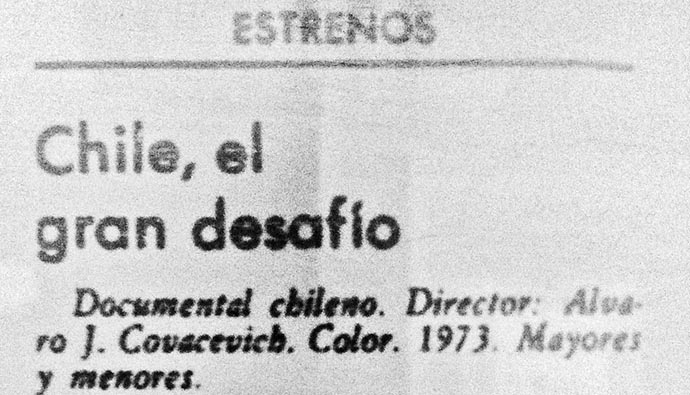 ESTRENOS
Chile, el
gran desafío
Documental chileno. Director: Alva-
ro J. Covacevich. Color. 1973. Mayores
y menores.